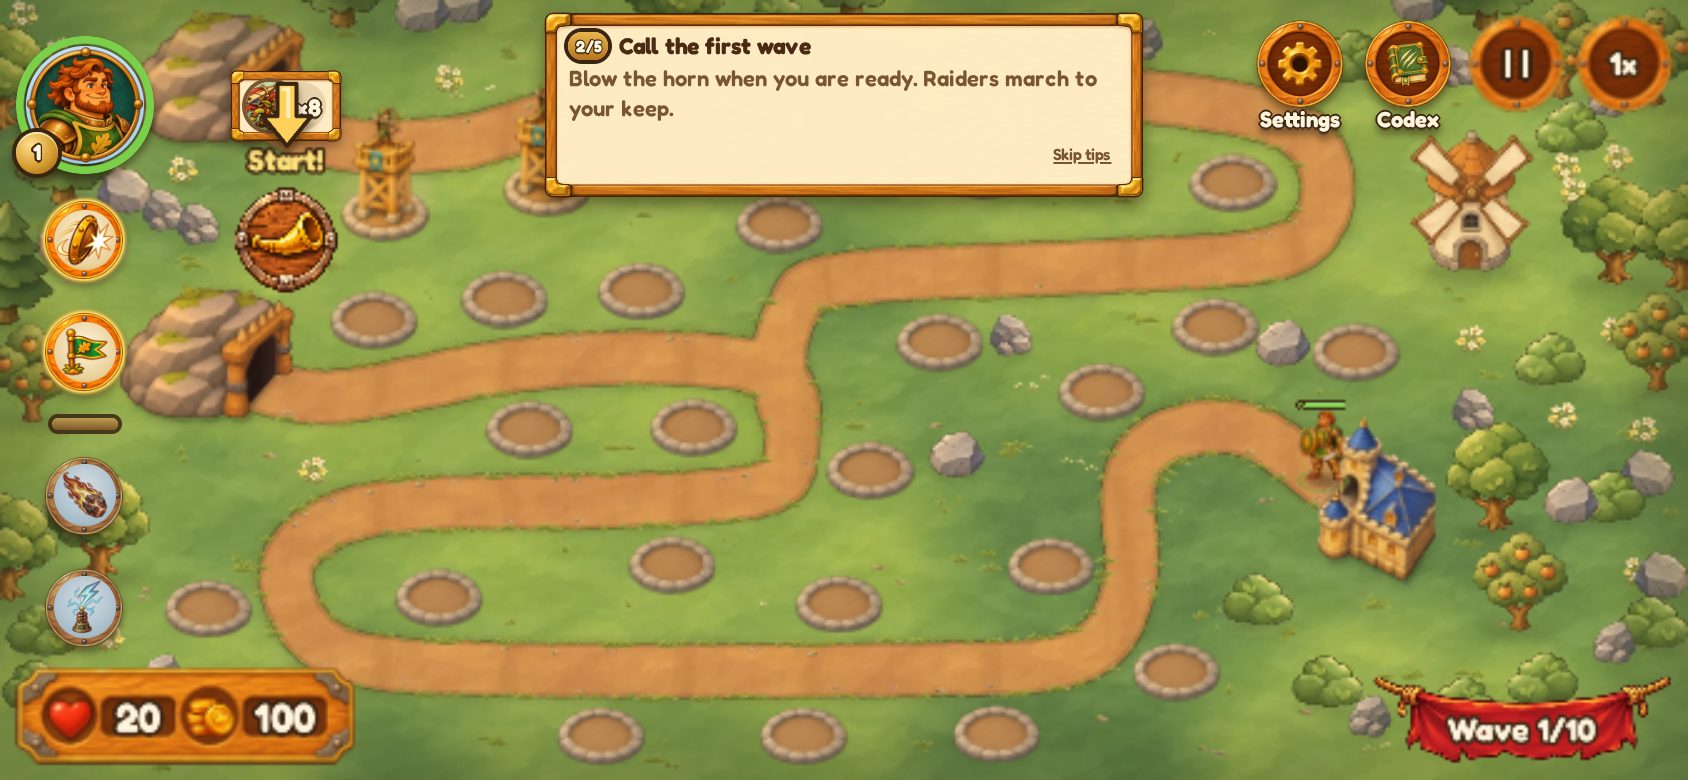 2/5 Call the first wave
Blow the horn when you are ready. Raiders march to
your keep.
Skip tips
Settings
Codex
1x
x8
Start!
1
20
100
Wave 1/10